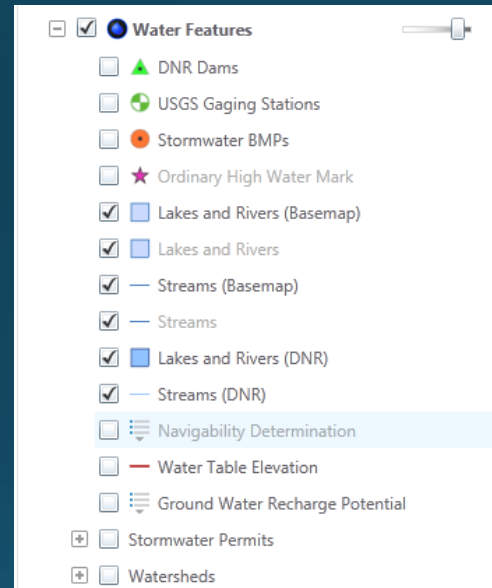 Water Features
DNR Dams
USGS Gaging Stations
Stormwater BMPs
Ordinary High Water Mark
Lakes and Rivers (Basemap)
Lakes and Rivers
Streams (Basemap)
Streams
Lakes and Rivers (DNR)
Streams (DNR)
Navigability Determination
Water Table Elevation
Ground Water Recharge Potential
Stormwater Permits
Watersheds